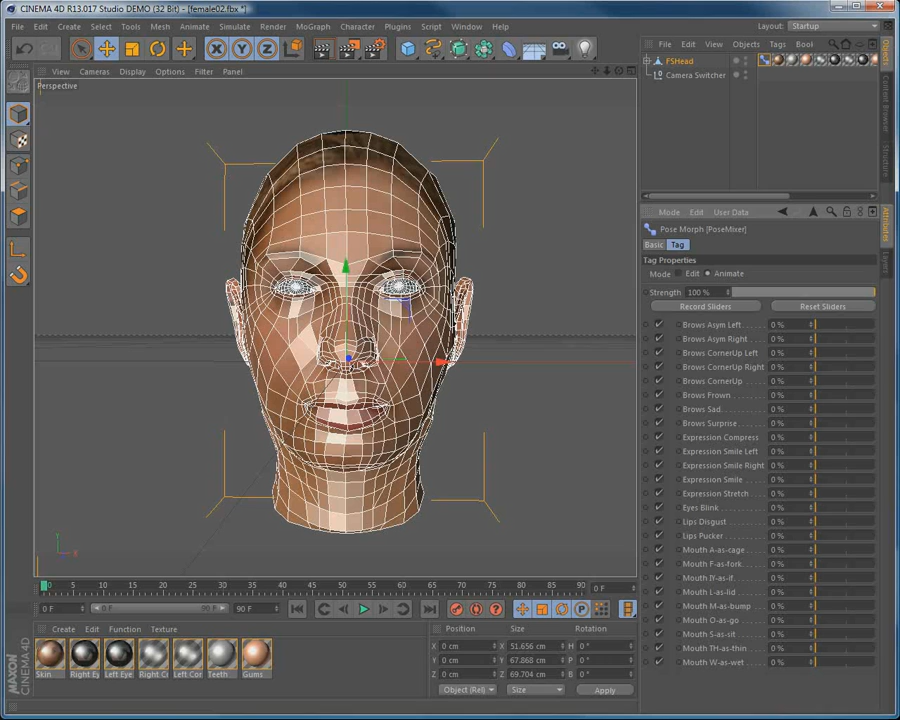 CINEMA 4D R13.017 Studio DEMO (32 Bit) - [female02.fbx *]
File Edit Create Select Tools Mesh Animate Simulate Render MoGraph Character Plugins Script Window Help
Layout: Startup
View Cameras Display Options Filter Panel
Perspective
File Edit View Objects Tags Bool
FSHead
Camera Switcher
Objects
Content Browser
Structure
Mode Edit User Data
Attributes
Layers
Pose Morph [PoseMixer]
Basic Tag
Tag Properties
Mode Edit Animate
Strength 100 %
Record Sliders Reset Sliders
Brows Asym Left 0 %
Brows Asym Right 0 %
Brows CornerUp Left 0 %
Brows CornerUp Right 0 %
Brows CornerUp 0 %
Brows Frown 0 %
Brows Sad 0 %
Brows Surprise 0 %
Expression Compress 0 %
Expression Smile Left 0 %
Expression Smile Right 0 %
Expression Smile 0 %
Expression Stretch 0 %
Eyes Blink 0 %
Lips Disgust 0 %
Lips Pucker 0 %
Mouth A-as-cage 0 %
Mouth F-as-fork 0 %
Mouth IY-as-if 0 %
Mouth L-as-lid 0 %
Mouth M-as-bump 0 %
Mouth O-as-go 0 %
Mouth S-as-sit 0 %
Mouth TH-as-thin 0 %
Mouth W-as-wet 0 %
Y
X
0 5 10 15 20 25 30 35 40 45 50 55 60 65 70 75 80 85 90 0 F
0 F 0 F 90 F 90 F
Create Edit Function Texture
Skin Right Ey Left Eye Right C Left Cor Teeth Gums
Position Size Rotation
X 0 cm X 51.656 cm H 0 °
Y 0 cm Y 67.868 cm P 0 °
Z 0 cm Z 69.704 cm B 0 °
Object (Rel) Size Apply
MAXON
CINEMA 4D